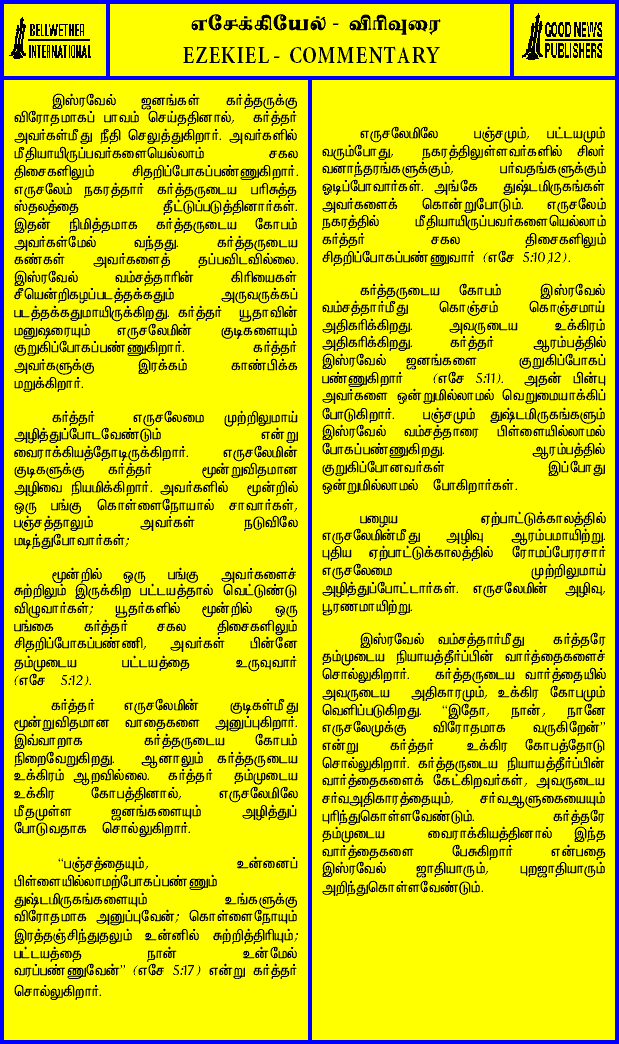 BELLWETHER
INTERNATIONAL
எசேக்கியேல் - விரிவுரை
EZEKIEL - COMMENTARY
GOOD NEWS
PUBLISHERS
இஸ்ரவேல் ஜனங்கள் கர்த்தருக்கு
விரோதமாகப் பாவம் செய்ததினால், கர்த்தர்
அவர்கள்மீது நீதி செலுத்துகிறார். அவர்களில்
மீதியாயிருப்பவர்களையெல்லாம் சகல
திசைகளிலும் சிதறிப்போகப்பண்ணுகிறார்.
எருசலேம் நகரத்தார் கர்த்தருடைய பரிசுத்த
ஸ்தலத்தை தீட்டுப்படுத்தினார்கள்.
இதன் நிமித்தமாக கர்த்தருடைய கோபம்
அவர்கள்மேல் வந்தது. கர்த்தருடைய
கண்கள் அவர்களைத் தப்பவிடவில்லை.
இஸ்ரவேல் வம்சத்தாரின் கிரியைகள்
சீயென்றிகழப்படத்தக்கதும் அருவருக்கப்
படத்தக்கதுமாயிருக்கிறது. கர்த்தர் யூதாவின்
மனுஷரையும் எருசலேமின் குடிகளையும்
குறுகிப்போகப்பண்ணுகிறார். கர்த்தர்
அவர்களுக்கு இரக்கம் காண்பிக்க
மறுக்கிறார்.
கர்த்தர் எருசலேமை முற்றிலுமாய்
அழித்துப்போடவேண்டும் என்று
வைராக்கியத்தோடிருக்கிறார். எருசலேமின்
குடிகளுக்கு கர்த்தர் மூன்றுவிதமான
அழிவை நியமிக்கிறார். அவர்களில் மூன்றில்
ஒரு பங்கு கொள்ளைநோயால் சாவார்கள்,
பஞ்சத்தாலும் அவர்கள் நடுவிலே
மடிந்துபோவார்கள்;
மூன்றில் ஒரு பங்கு அவர்களைச்
சுற்றிலும் இருக்கிற பட்டயத்தால் வெட்டுண்டு
விழுவார்கள்; யூதர்களில் மூன்றில் ஒரு
பங்கை கர்த்தர் சகல திசைகளிலும்
சிதறிப்போகப்பண்ணி, அவர்கள் பின்னே
தம்முடைய பட்டயத்தை உருவுவார்
(எசே 5:12).
கர்த்தர் எருசலேமின் குடிகள்மீது
மூன்றுவிதமான வாதைகளை அனுப்புகிறார்.
இவ்வாறாக கர்த்தருடைய கோபம்
நிறைவேறுகிறது. ஆனாலும் கர்த்தருடைய
உக்கிரம் ஆறவில்லை. கர்த்தர் தம்முடைய
உக்கிர கோபத்தினால், எருசலேமிலே
மீதமுள்ள ஜனங்களையும் அழித்துப்
போடுவதாக சொல்லுகிறார்.
“பஞ்சத்தையும், உன்னைப்
பிள்ளையில்லாமற்போகப்பண்ணும்
துஷ்டமிருகங்களையும் உங்களுக்கு
விரோதமாக அனுப்புவேன்; கொள்ளைநோயும்
இரத்தஞ்சிந்துதலும் உன்னில் சுற்றித்திரியும்;
பட்டயத்தை நான் உன்மேல்
வரப்பண்ணுவேன்” (எசே 5:17) என்று கர்த்தர்
சொல்லுகிறார்.
எருசலேமிலே பஞ்சமும், பட்டயமும்
வரும்போது, நகரத்திலுள்ளவர்களில் சிலர்
வனாந்தரங்களுக்கும், பர்வதங்களுக்கும்
ஓடிப்போவார்கள். அங்கே துஷ்டமிருகங்கள்
அவர்களைக் கொன்றுபோடும். எருசலேம்
நகரத்தில் மீதியாயிருப்பவர்களையெல்லாம்
கர்த்தர் சகல திசைகளிலும்
சிதறிப்போகப்பண்ணுவார் (எசே 5:10,12).
கர்த்தருடைய கோபம் இஸ்ரவேல்
வம்சத்தார்மீது கொஞ்சம் கொஞ்சமாய்
அதிகரிக்கிறது. அவருடைய உக்கிரம்
அதிகரிக்கிறது. கர்த்தர் ஆரம்பத்தில்
இஸ்ரவேல் ஜனங்களை குறுகிப்போகப்
பண்ணுகிறார் (எசே 5:11). அதன் பின்பு
அவர்களை ஒன்றுமில்லாமல் வெறுமையாக்கிப்
போடுகிறார். பஞ்சமும் துஷ்டமிருகங்களும்
இஸ்ரவேல் வம்சத்தாரை பிள்ளையில்லாமல்
போகப்பண்ணுகிறது. ஆரம்பத்தில்
குறுகிப்போனவர்கள் இப்போது
ஒன்றுமில்லாமல் போகிறார்கள்.
பழைய ஏற்பாட்டுக்காலத்தில்
எருசலேமின்மீது அழிவு ஆரம்பமாயிற்று.
புதிய ஏற்பாட்டுக்காலத்தில் ரோமப்பேரரசார்
எருசலேமை முற்றிலுமாய்
அழித்துப்போட்டார்கள். எருசலேமின் அழிவு,
பூரணமாயிற்று.
இஸ்ரவேல் வம்சத்தார்மீது கர்த்தரே
தம்முடைய நியாயத்தீர்ப்பின் வார்த்தைகளைச்
சொல்லுகிறார். கர்த்தருடைய வார்த்தையில்
அவருடைய அதிகாரமும், உக்கிர கோபமும்
வெளிப்படுகிறது. “இதோ, நான், நானே
எருசலேமுக்கு விரோதமாக வருகிறேன்”
என்று கர்த்தர் உக்கிர கோபத்தோடு
சொல்லுகிறார். கர்த்தருடைய நியாயத்தீர்ப்பின்
வார்த்தைகளைக் கேட்கிறவர்கள், அவருடைய
சர்வஅதிகாரத்தையும், சர்வஆளுகையையும்
புரிந்துகொள்ளவேண்டும். கர்த்தரே
தம்முடைய வைராக்கியத்தினால் இந்த
வார்த்தைகளை பேசுகிறார் என்பதை
இஸ்ரவேல் ஜாதியாரும், புறஜாதியாரும்
அறிந்துகொள்ளவேண்டும்.